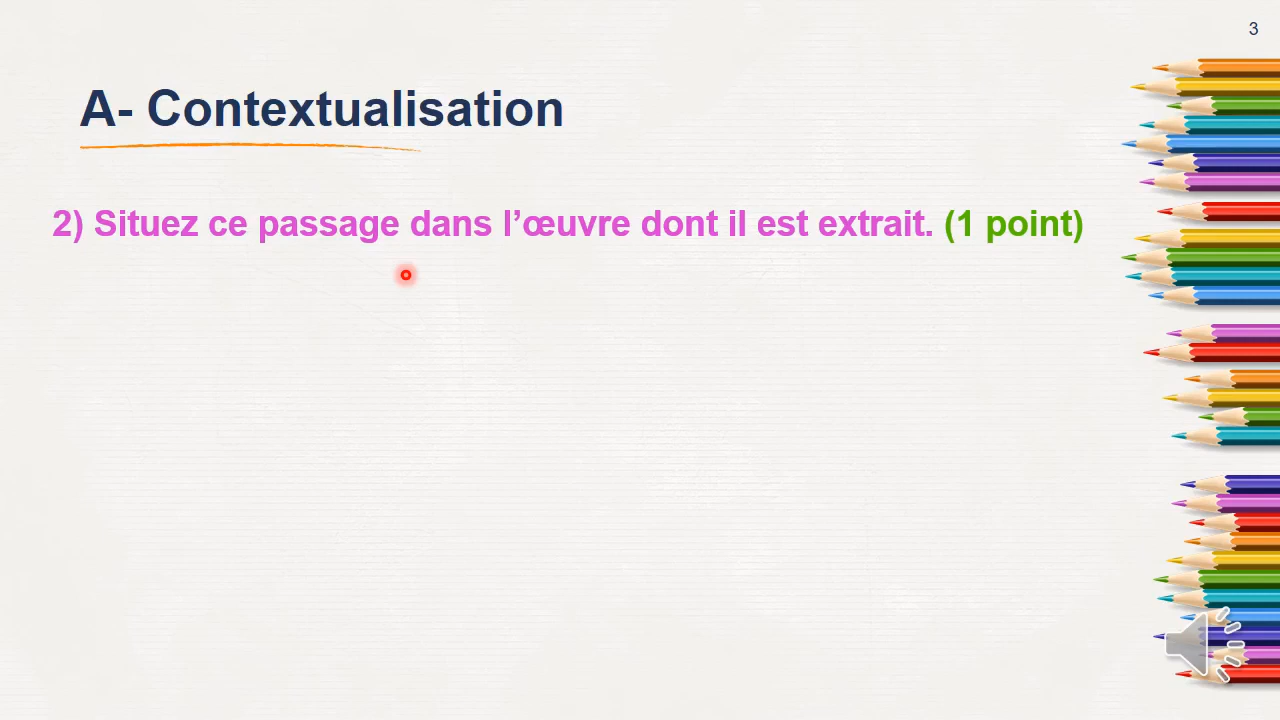 3
A- Contextualisation
2) Situez ce passage dans l’œuvre dont il est extrait. (1 point)